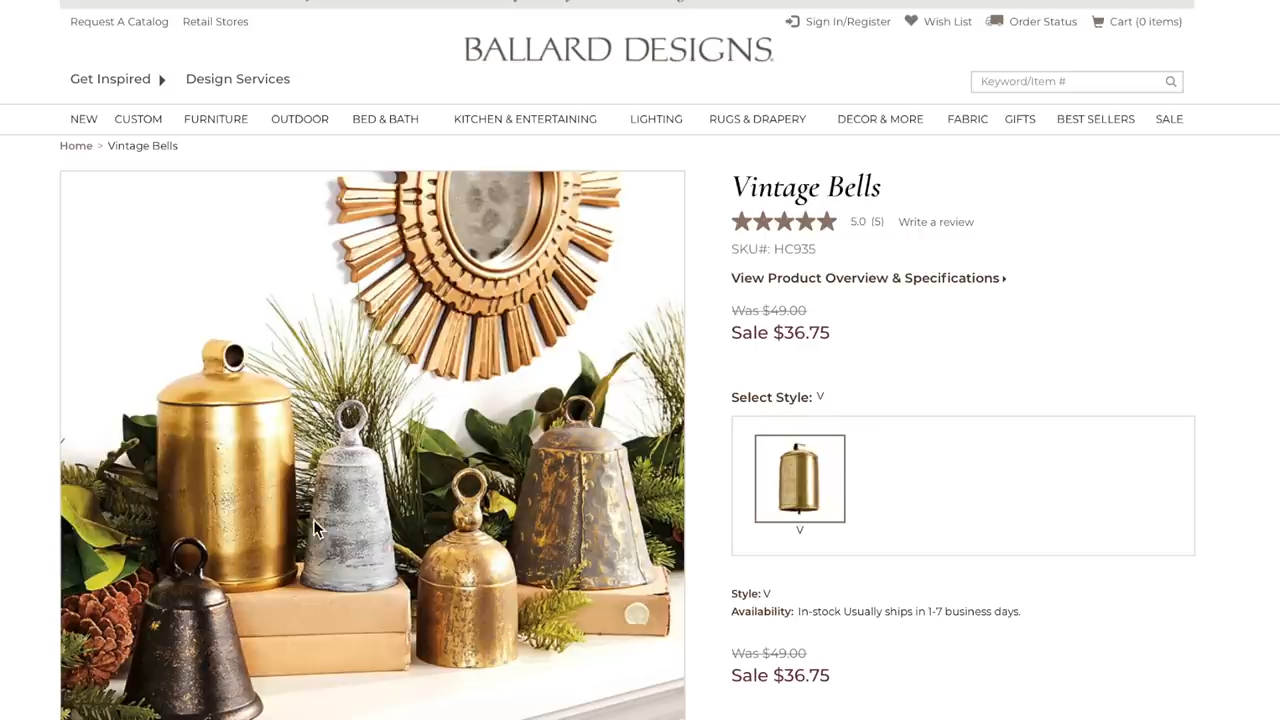 Request A Catalog Retail Stores Sign In/Register Wish List Order Status Cart (0 items)
BALLARD DESIGNS
Get Inspired Design Services Keyword/Item #
NEW CUSTOM FURNITURE OUTDOOR BED & BATH KITCHEN & ENTERTAINING LIGHTING RUGS & DRAPERY DECOR & MORE FABRIC GIFTS BEST SELLERS SALE
Home > Vintage Bells
Vintage Bells
5.0 (5) Write a review
SKU#: HC935
View Product Overview & Specifications
Was $49.00
Sale $36.75
Select Style: V
V
Style: V
Availability: In-stock Usually ships in 1-7 business days.
Was $49.00
Sale $36.75